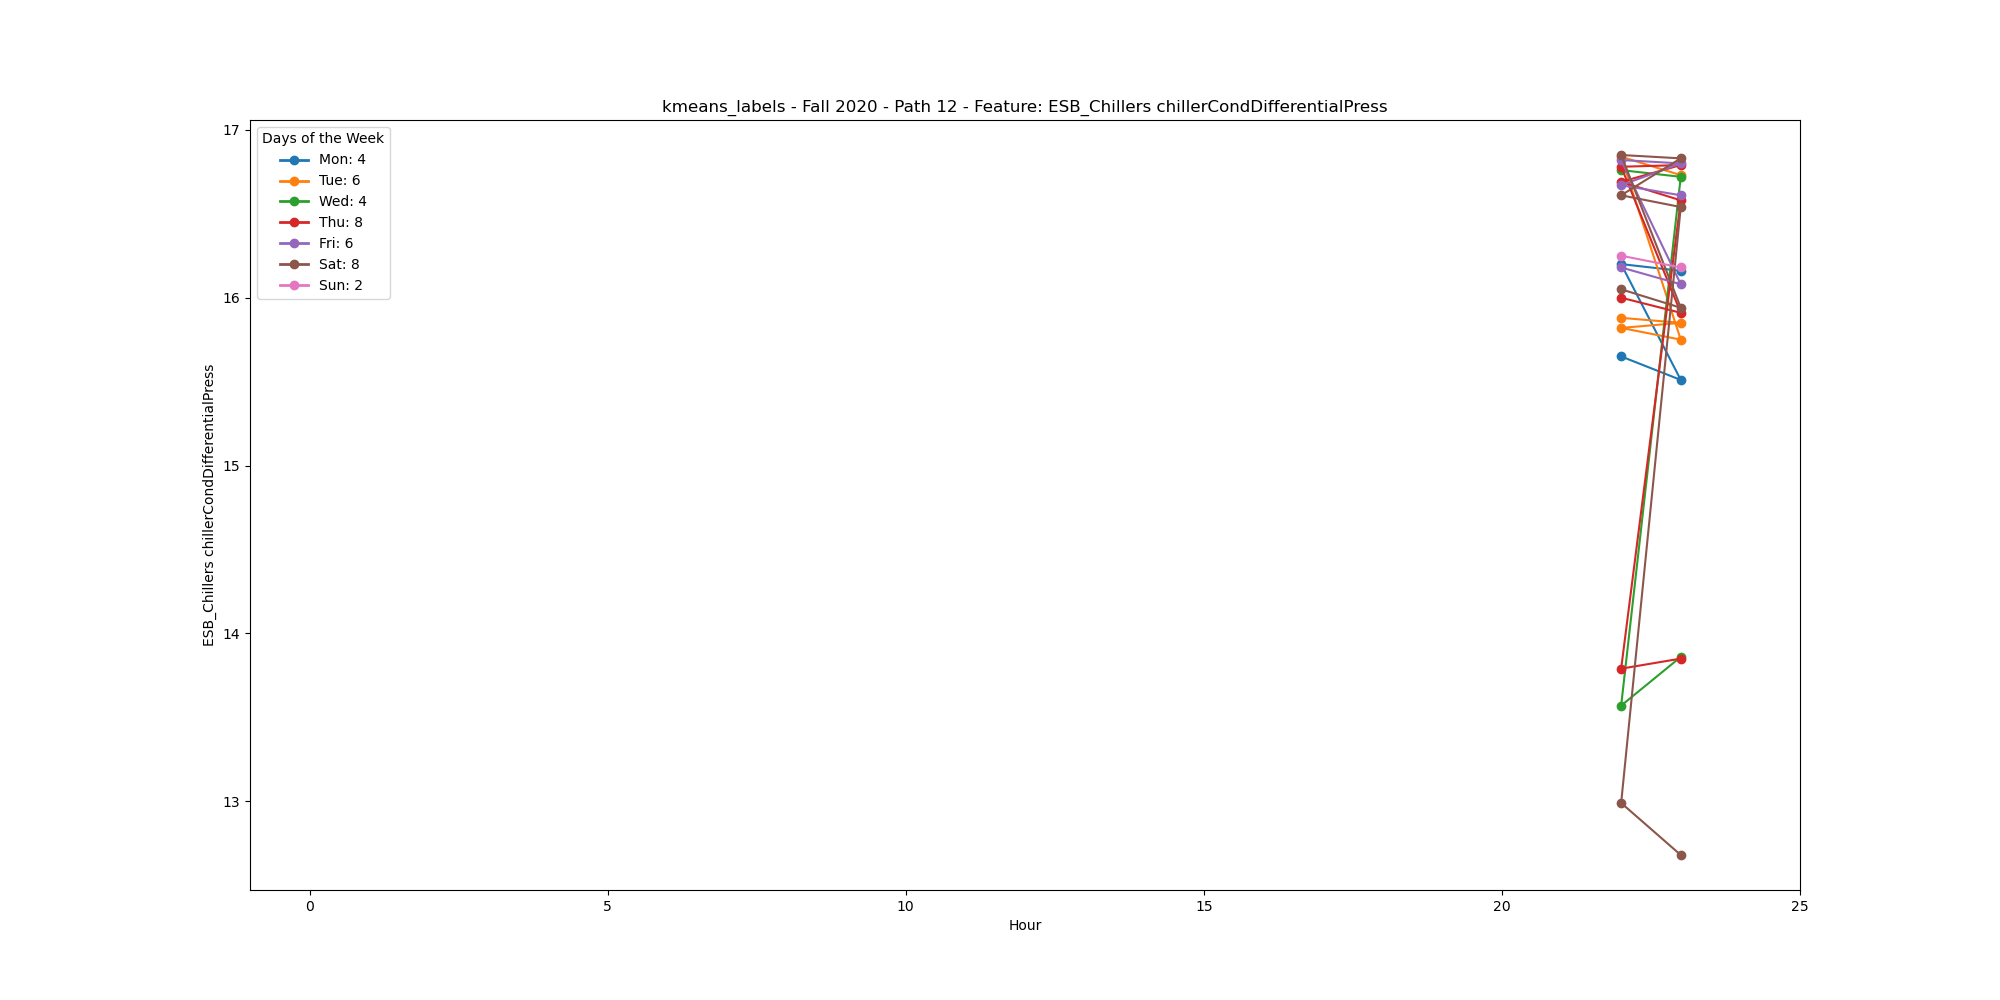 kmeans_labels - Fall 2020 - Path 12 - Feature: ESB_Chillers chillerCondDifferentialPress
Days of the Week
Mon: 4
Tue: 6
Wed: 4
Thu: 8
Fri: 6
Sat: 8
Sun: 2
17
16
15
14
13
ESB_Chillers chillerCondDifferentialPress
0 5 10 15 20 25
Hour